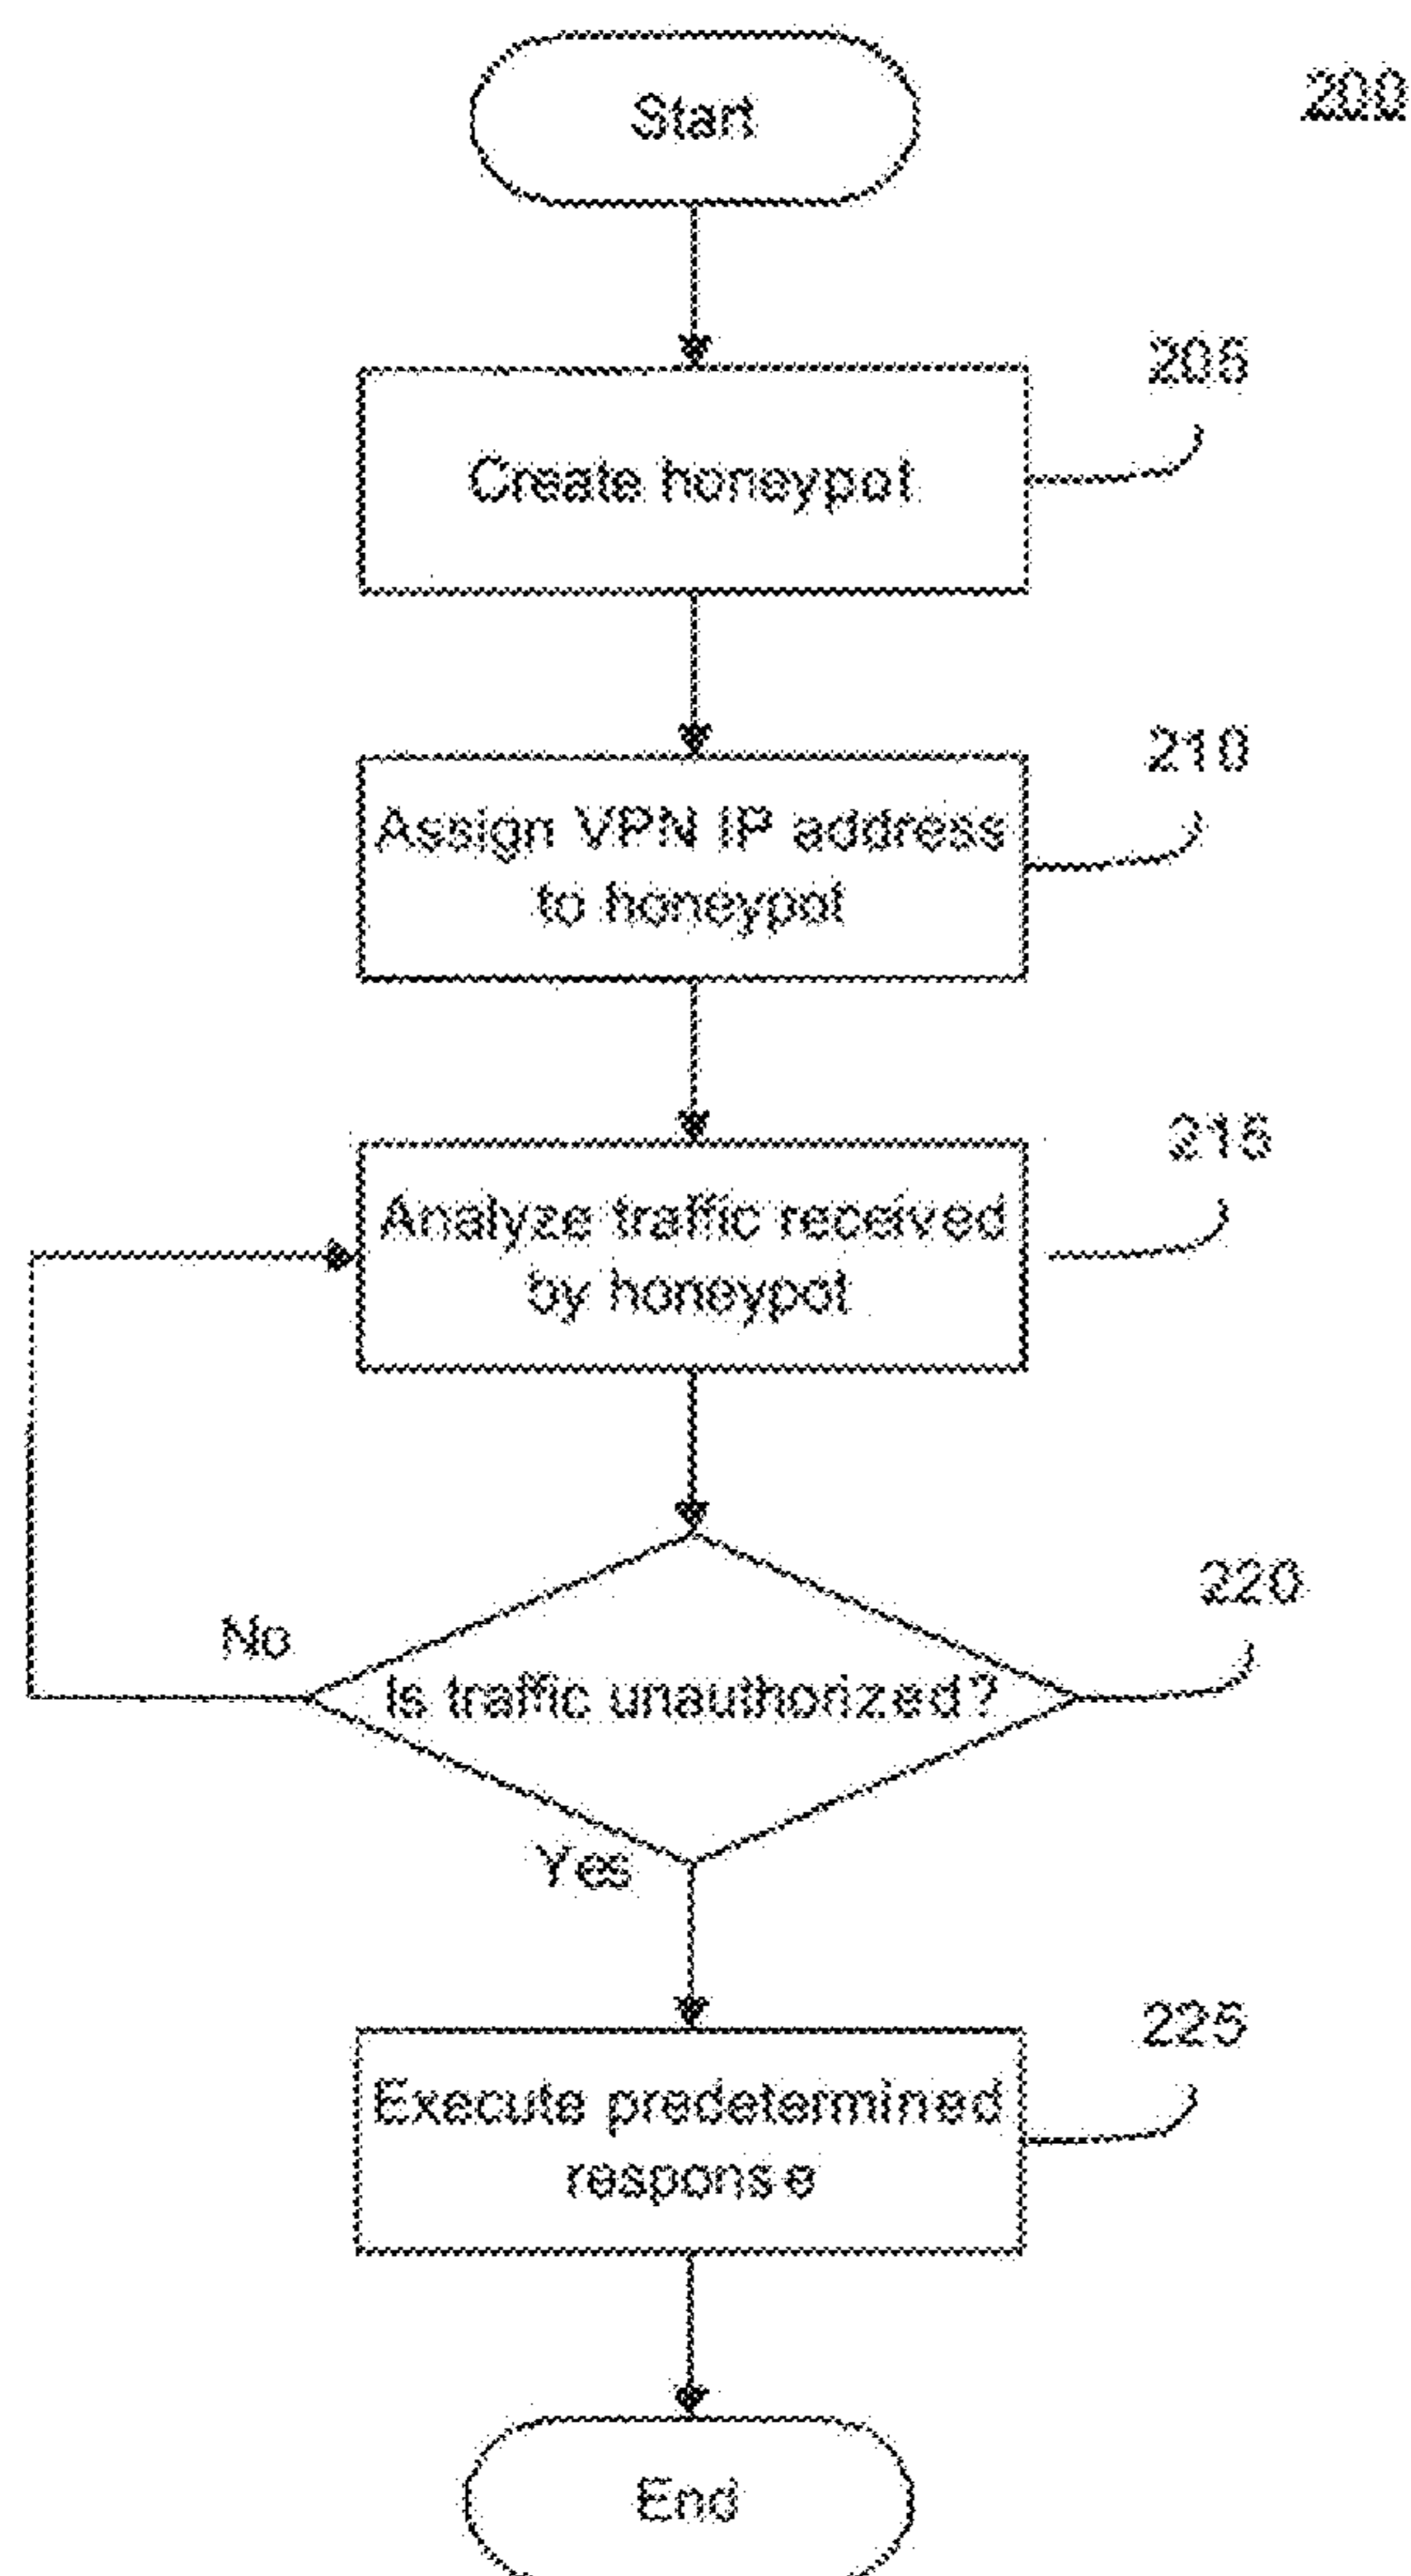 Start
200
205
Create honeypot
210
Assign VPN IP address
to honeypot
215
Analyze traffic received
by honeypot
220
No
Is traffic unauthorized?
Yes
225
Execute predetermined
response
End